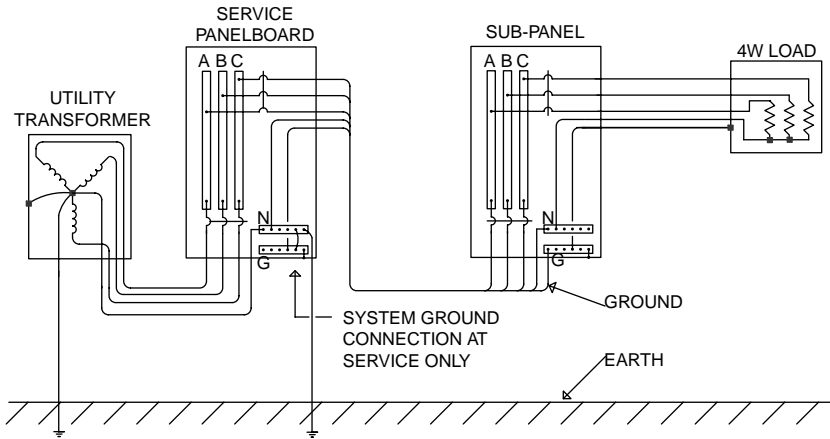 SERVICE
PANELBOARD
SUB-PANEL
4W LOAD
A B C
A B C
UTILITY
TRANSFORMER
N
G
N
G
GROUND
SYSTEM GROUND
CONNECTION AT
SERVICE ONLY
EARTH